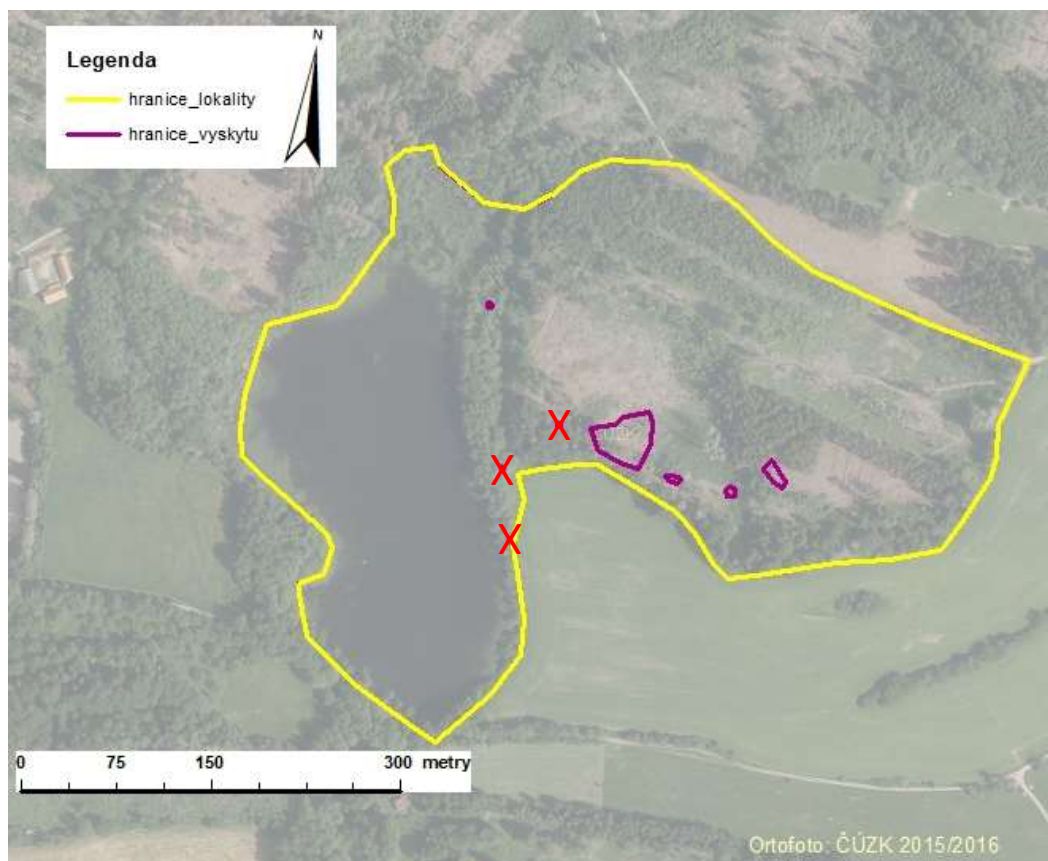 N
Legenda
hranice_lokality
hranice_vyskytu
X
X
X
0 75 150 300 metry
Ortofoto: ČÚZK 2015/2016